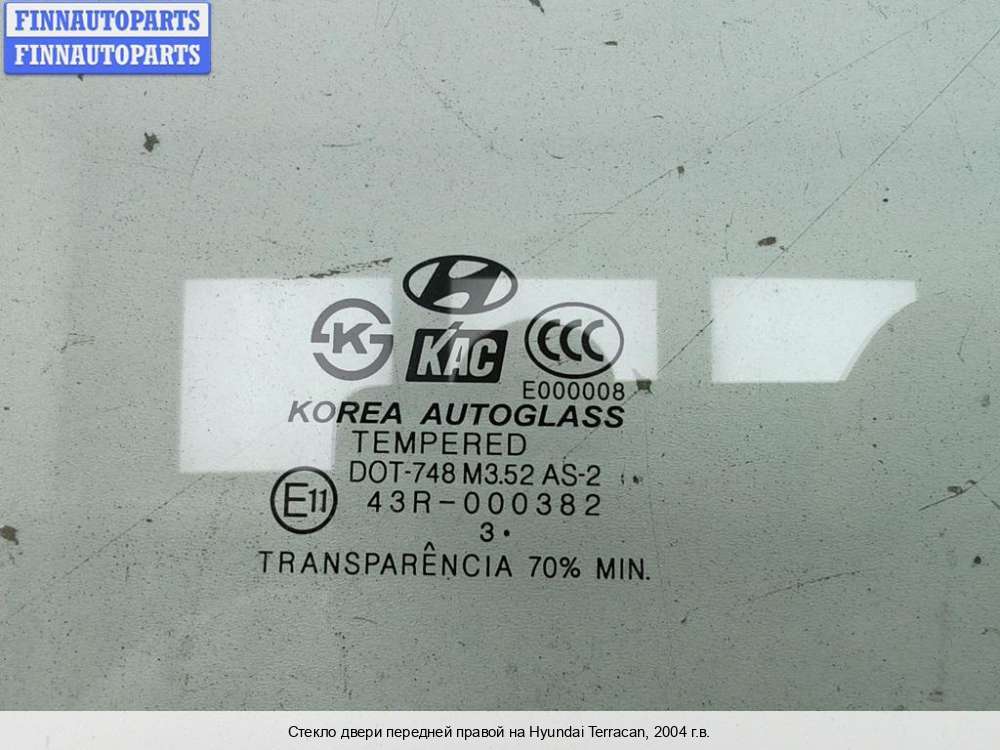 FINNAUTOPARTS
FINNAUTOPARTS
K
KAC
CCC
E000008
KOREA AUTOGLASS
TEMPERED
DOT-748 M3.52 AS-2
E11
43R-000382
3•
TRANSPARÊNCIA 70% MIN.
Стекло двери передней правой на Hyundai Terracan, 2004 г.в.